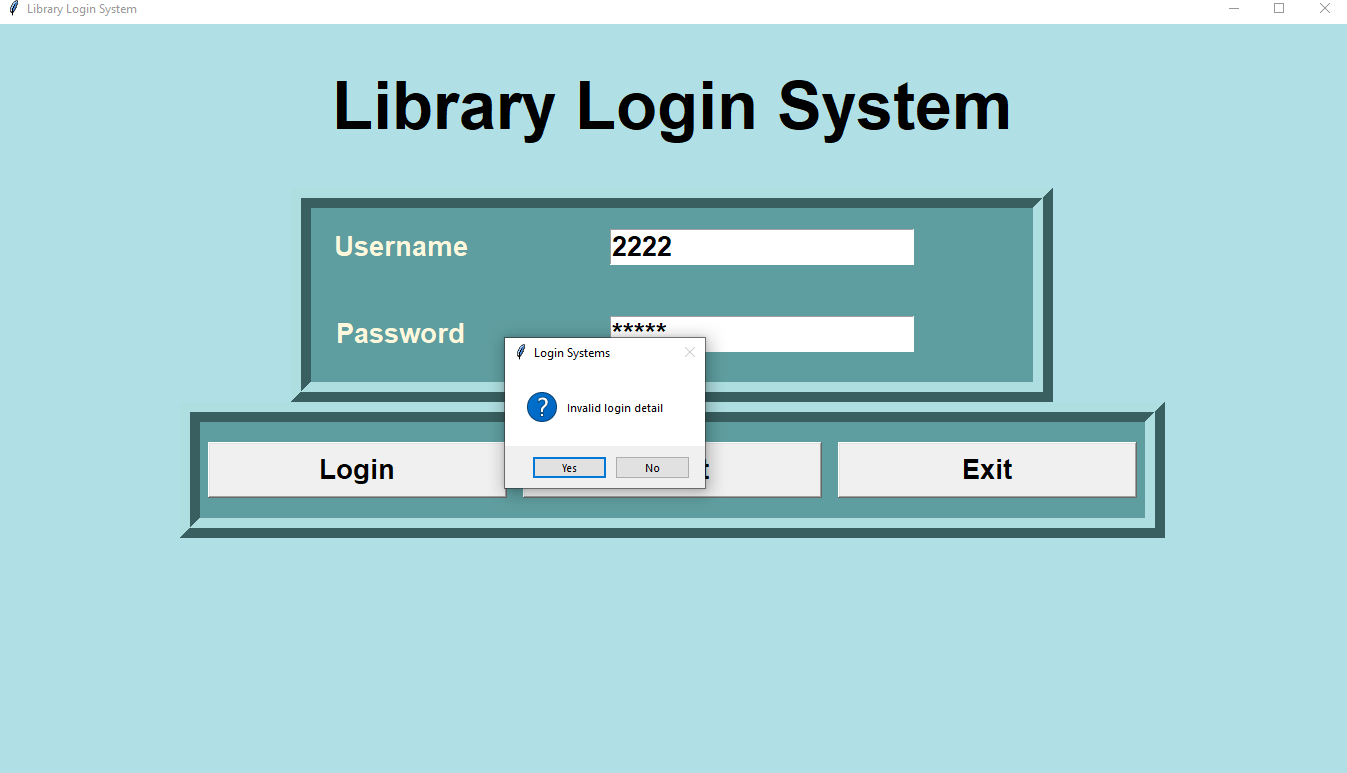 Library Login System
Library Login System
Username
2222
Password
*****
Login Systems
Invalid login detail
Yes
No
Login
Exit